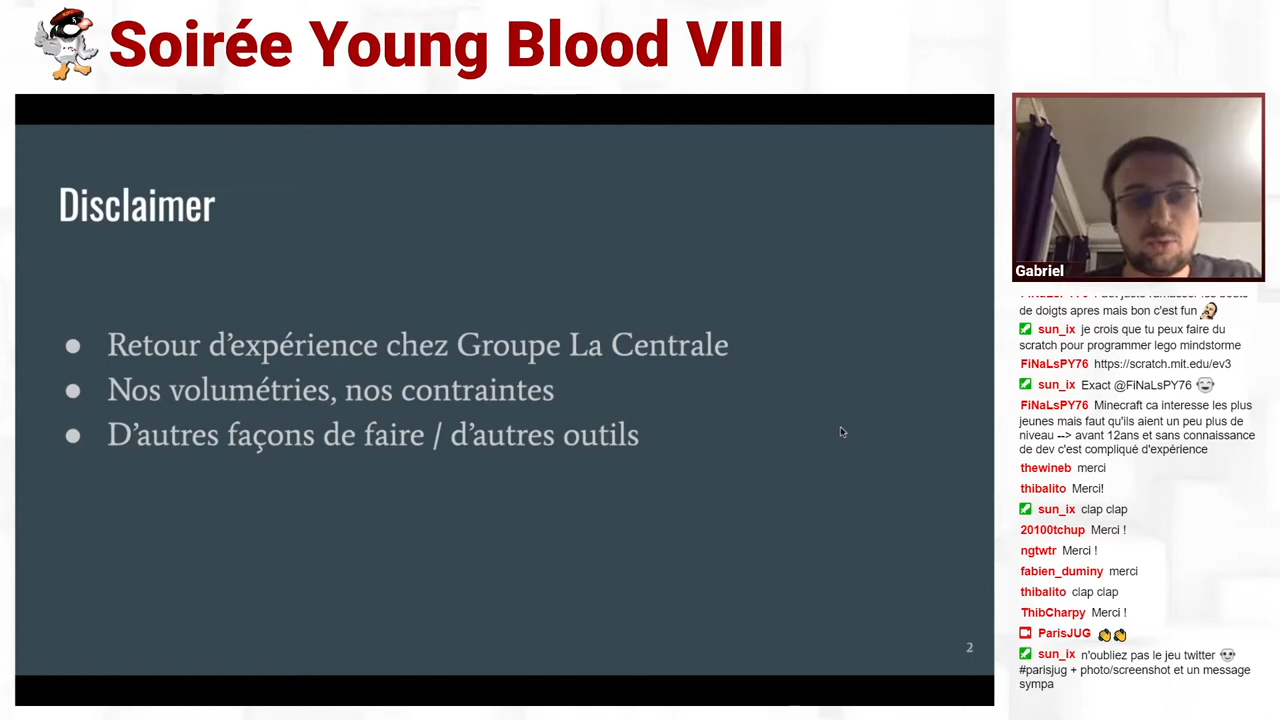 Soirée Young Blood VIII
Disclaimer
● Retour d'expérience chez Groupe La Centrale
● Nos volumétries, nos contraintes
● D'autres façons de faire / d'autres outils
2
Gabriel
de doigts apres mais bon c'est fun
sun_ix je crois que tu peux faire du
scratch pour programmer lego mindstorme
FiNaLsPY76 https://scratch.mit.edu/ev3
sun_ix Exact @FiNaLsPY76
FiNaLsPY76 Minecraft ca interesse les plus
jeunes mais faut qu'ils aient un peu plus de
niveau --> avant 12ans et sans connaissance
de dev c'est compliqué d'expérience
thewineb merci
thibalito Merci!
sun_ix clap clap
20100tchup Merci !
ngtwtr Merci !
fabien_duminy merci
thibalito clap clap
ThibCharpy Merci !
ParisJUG
sun_ix n'oubliez pas le jeu twitter
#parisjug + photo/screenshot et un message
sympa